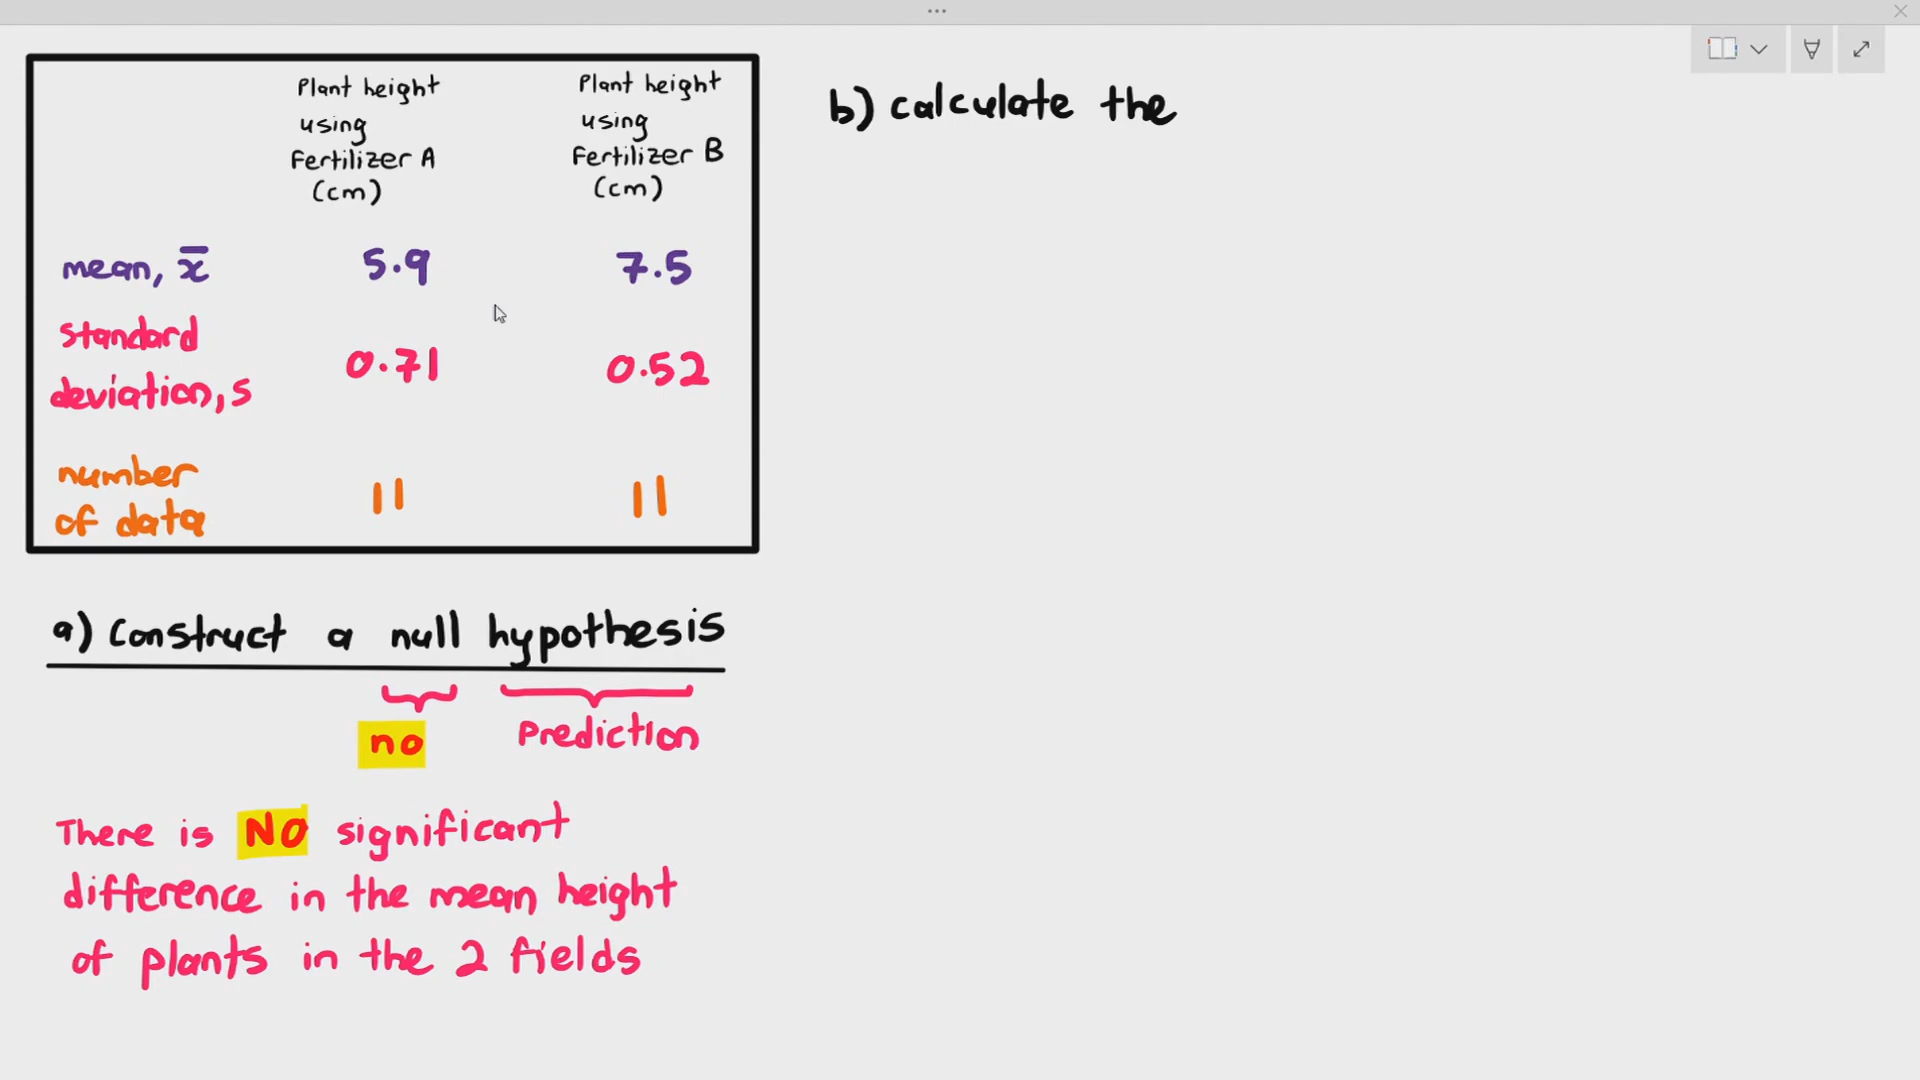 Plant height
using
Fertilizer A
(cm)
Plant height
using
Fertilizer B
(cm)
mean, x̄
5.9
7.5
standard
deviation, s
0.71
0.52
number
of data
11
11
a) Construct a null hypothesis
no
Prediction
There is NO significant
difference in the mean height
of plants in the 2 fields
b) calculate the